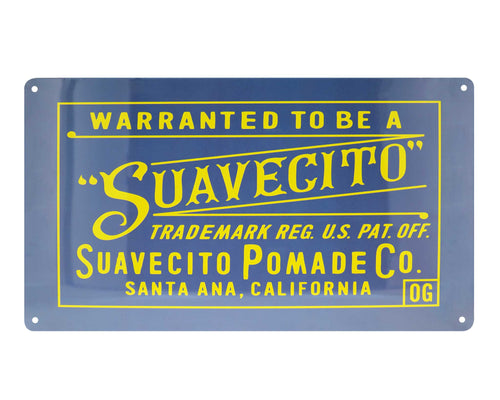 WARRANTED TO BE A
"SUAVECITO"
TRADEMARK REG. U.S. PAT. OFF.
SUAVECITO POMADE CO.
SANTA ANA, CALIFORNIA
OG